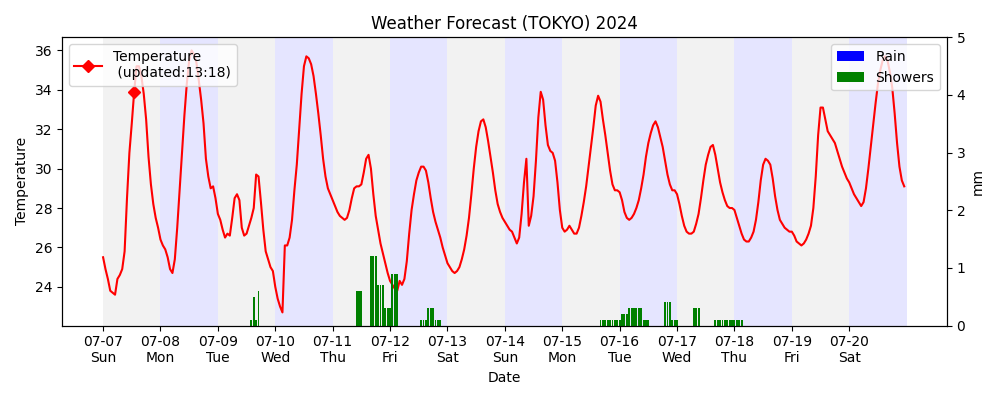 Weather Forecast (TOKYO) 2024
Temperature
(updated:13:18)
Rain
Showers
Temperature
36
34
32
30
28
26
24
5
4
3
2
1
0
mm
07-07 07-08 07-09 07-10 07-11 07-12 07-13 07-14 07-15 07-16 07-17 07-18 07-19 07-20
Sun Mon Tue Wed Thu Fri Sat Sun Mon Tue Wed Thu Fri Sat
Date